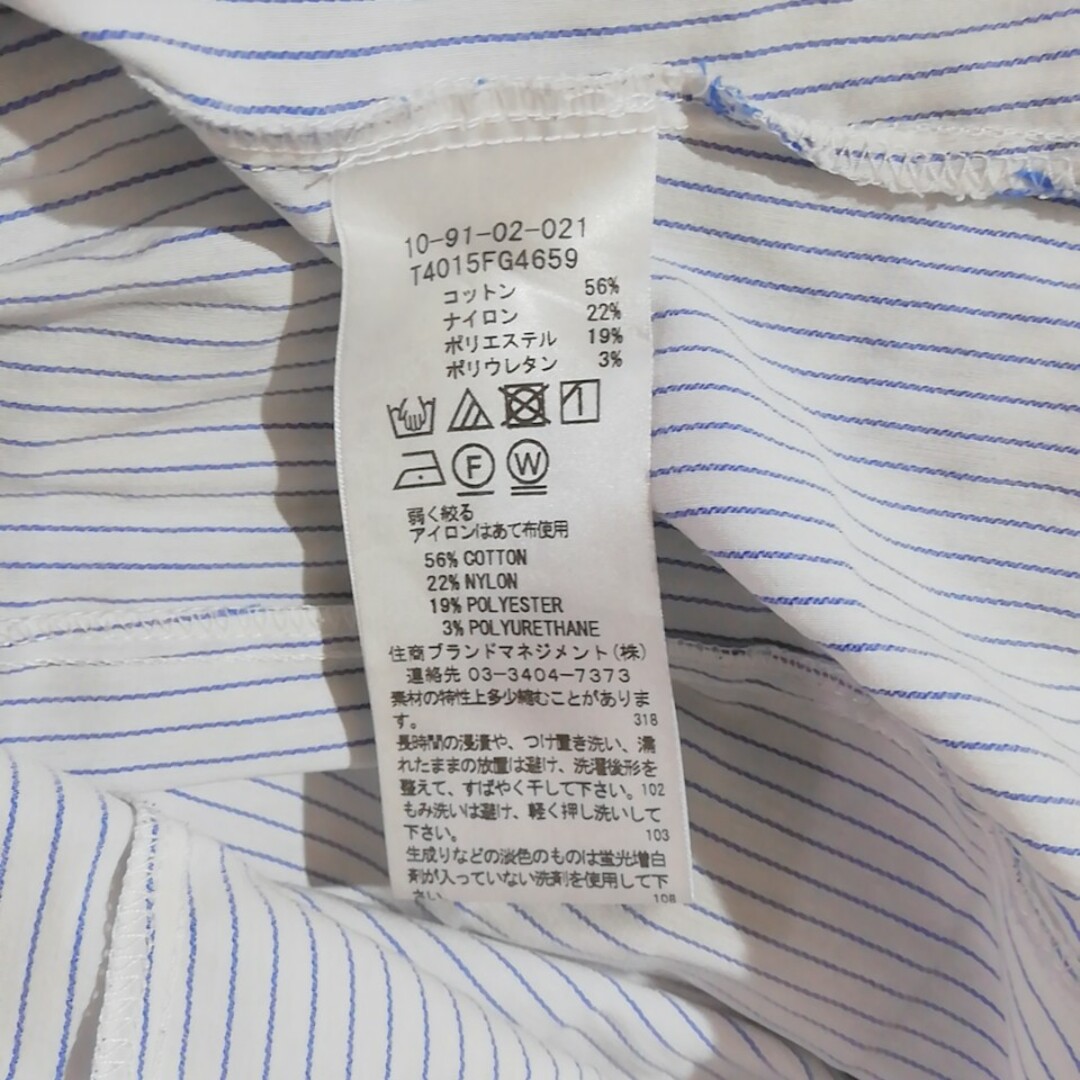 10-91-02-021
T4015FG4659
コットン 56%
ナイロン 22%
ポリエステル 19%
ポリウレタン 3%
F W
弱く絞る
アイロンはあて布使用
56% COTTON
22% NYLON
19% POLYESTER
3% POLYURETHANE
住商ブランドマネジメント(株)
連絡先 03-3404-7373
素材の特性上多少縮むことがありま
す。 318
長時間の浸漬や、つけ置き洗い、濡
れたままの放置は避け、洗濯後形を
整えて、すばやく干して下さい。102
もみ洗いは避け、軽く押し洗いして
下さい。 103
生成りなどの淡色のものは蛍光増白
剤が入っていない洗剤を使用して下
さい 108